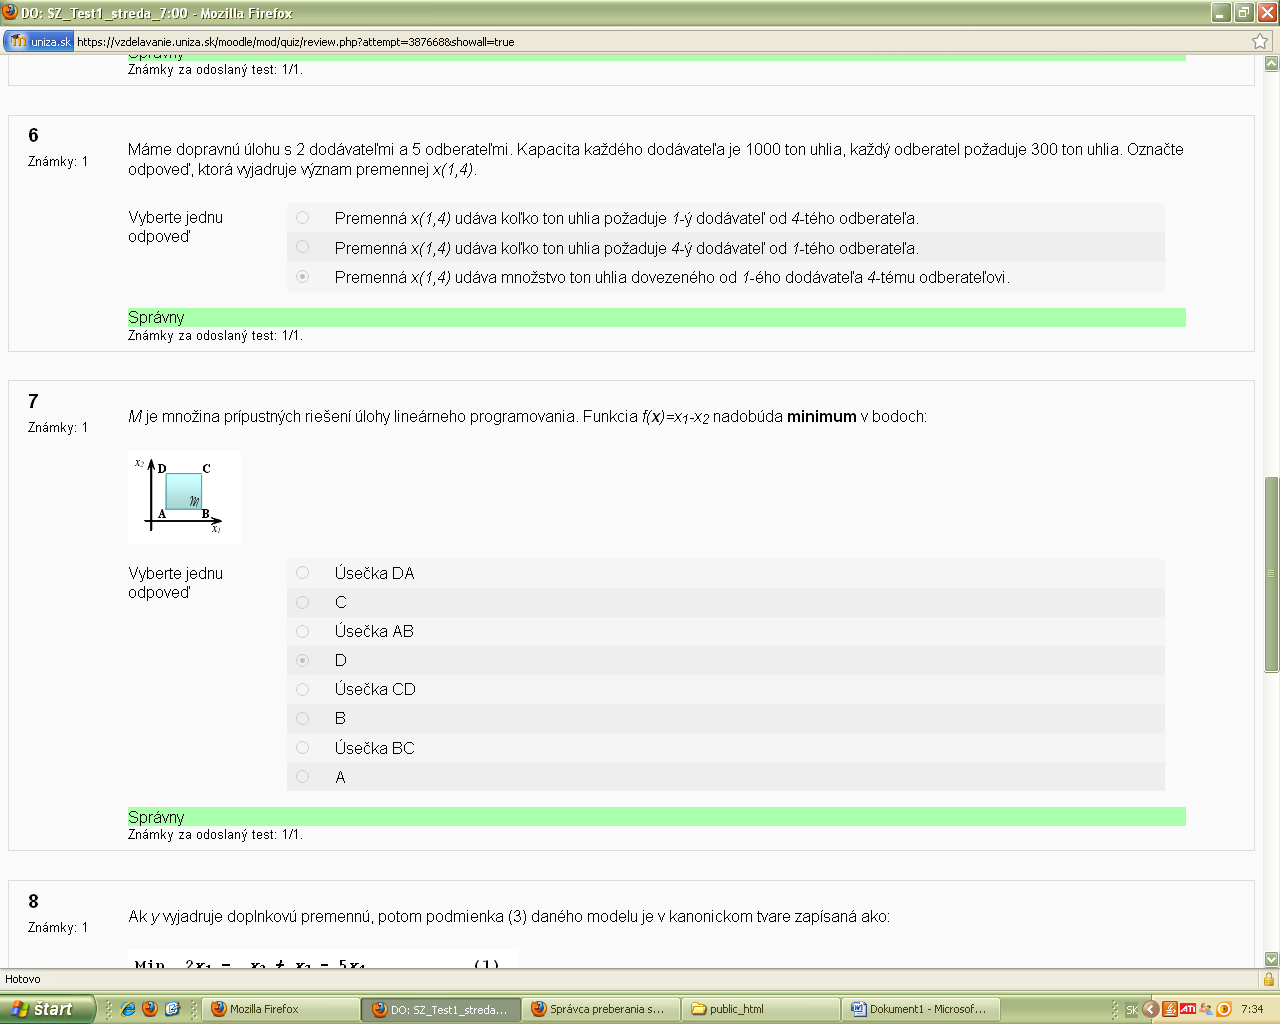 DO: SZ_Test1_streda_7:00 - Mozilla Firefox
uniza.sk https://vzdelavanie.uniza.sk/moodle/mod/quiz/review.php?attempt=387668&showall=true
Správny
Známky za odoslaný test: 1/1.
6
Známky: 1
Máme dopravnú úlohu s 2 dodávateľmi a 5 odberateľmi. Kapacita každého dodávateľa je 1000 ton uhlia, každý odberatel požaduje 300 ton uhlia. Označte
odpoveď, ktorá vyjadruje význam premennej x(1,4).
Vyberte jednu
odpoveď
Premenná x(1,4) udáva koľko ton uhlia požaduje 1-ý dodávateľ od 4-tého odberateľa.
Premenná x(1,4) udáva koľko ton uhlia požaduje 4-ý dodávateľ od 1-tého odberateľa.
Premenná x(1,4) udáva množstvo ton uhlia dovezeného od 1-ého dodávateľa 4-tému odberateľovi.
Správny
Známky za odoslaný test: 1/1.
7
Známky: 1
M je množina prípustných riešení úlohy lineárneho programovania. Funkcia f(x)=x1-x2 nadobúda minimum v bodoch:
x2 D C
M
A B
x1
Vyberte jednu
odpoveď
Úsečka DA
C
Úsečka AB
D
Úsečka CD
B
Úsečka BC
A
Správny
Známky za odoslaný test: 1/1.
8
Známky: 1
Ak y vyjadruje doplnkovú premennú, potom podmienka (3) daného modelu je v kanonickom tvare zapísaná ako:
Min 2x1 - x2 + x3 - 5x4 (1)
Hotovo
štart
Mozilla Firefox
DO: SZ_Test1_streda...
Správca preberania s...
public_html
Dokument1 - Microsof...
SK
ATI
7:34